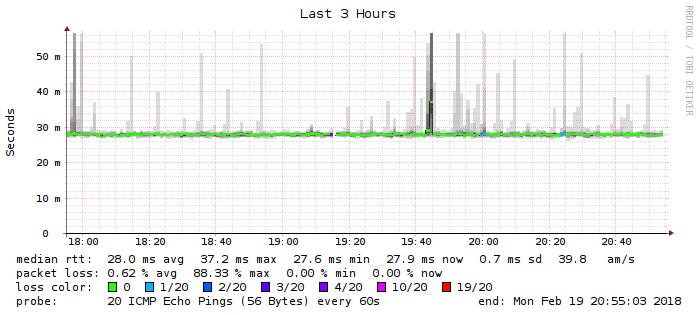 Last 3 Hours
RRDTOOL / TOBI OETIKER
Seconds
50 m
40 m
30 m
20 m
10 m
0
18:00 18:20 18:40 19:00 19:20 19:40 20:00 20:20 20:40
median rtt: 28.0 ms avg 37.2 ms max 27.6 ms min 27.9 ms now 0.7 ms sd 39.8 am/s
packet loss: 0.62 % avg 88.33 % max 0.00 % min 0.00 % now
loss color: 0 1/20 2/20 3/20 4/20 10/20 19/20
probe: 20 ICMP Echo Pings (56 Bytes) every 60s end: Mon Feb 19 20:55:03 2018